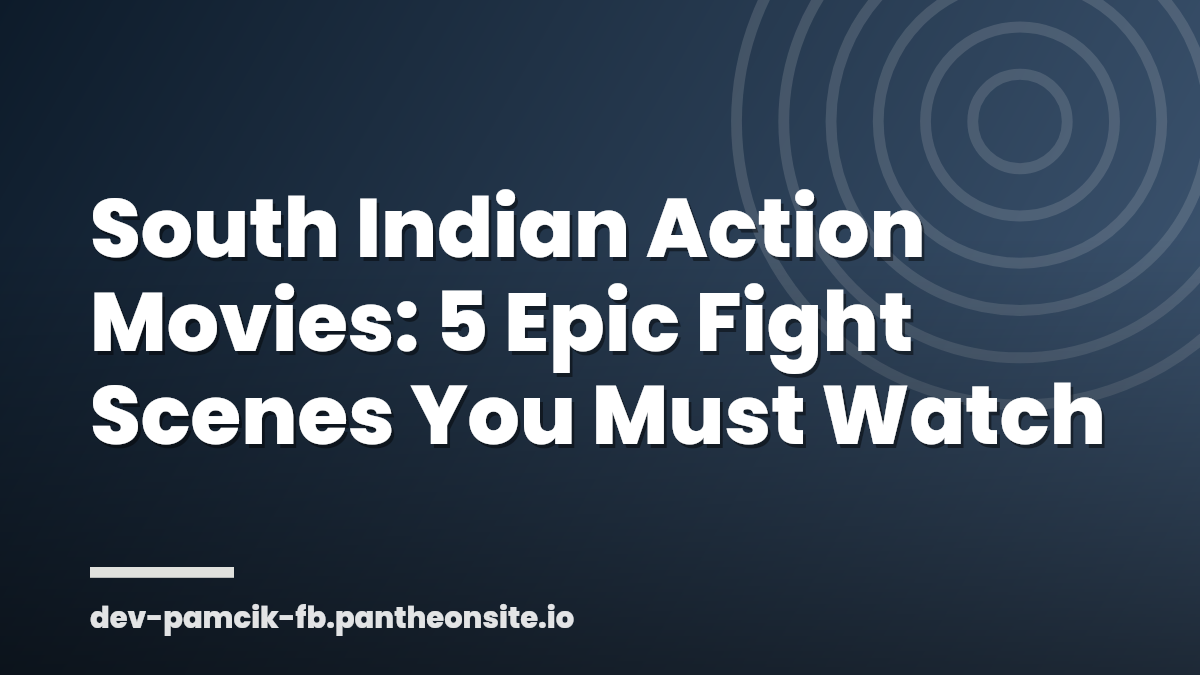 South Indian Action
Movies: 5 Epic Fight
Scenes You Must Watch
dev-pamcik-fb.pantheonsite.io